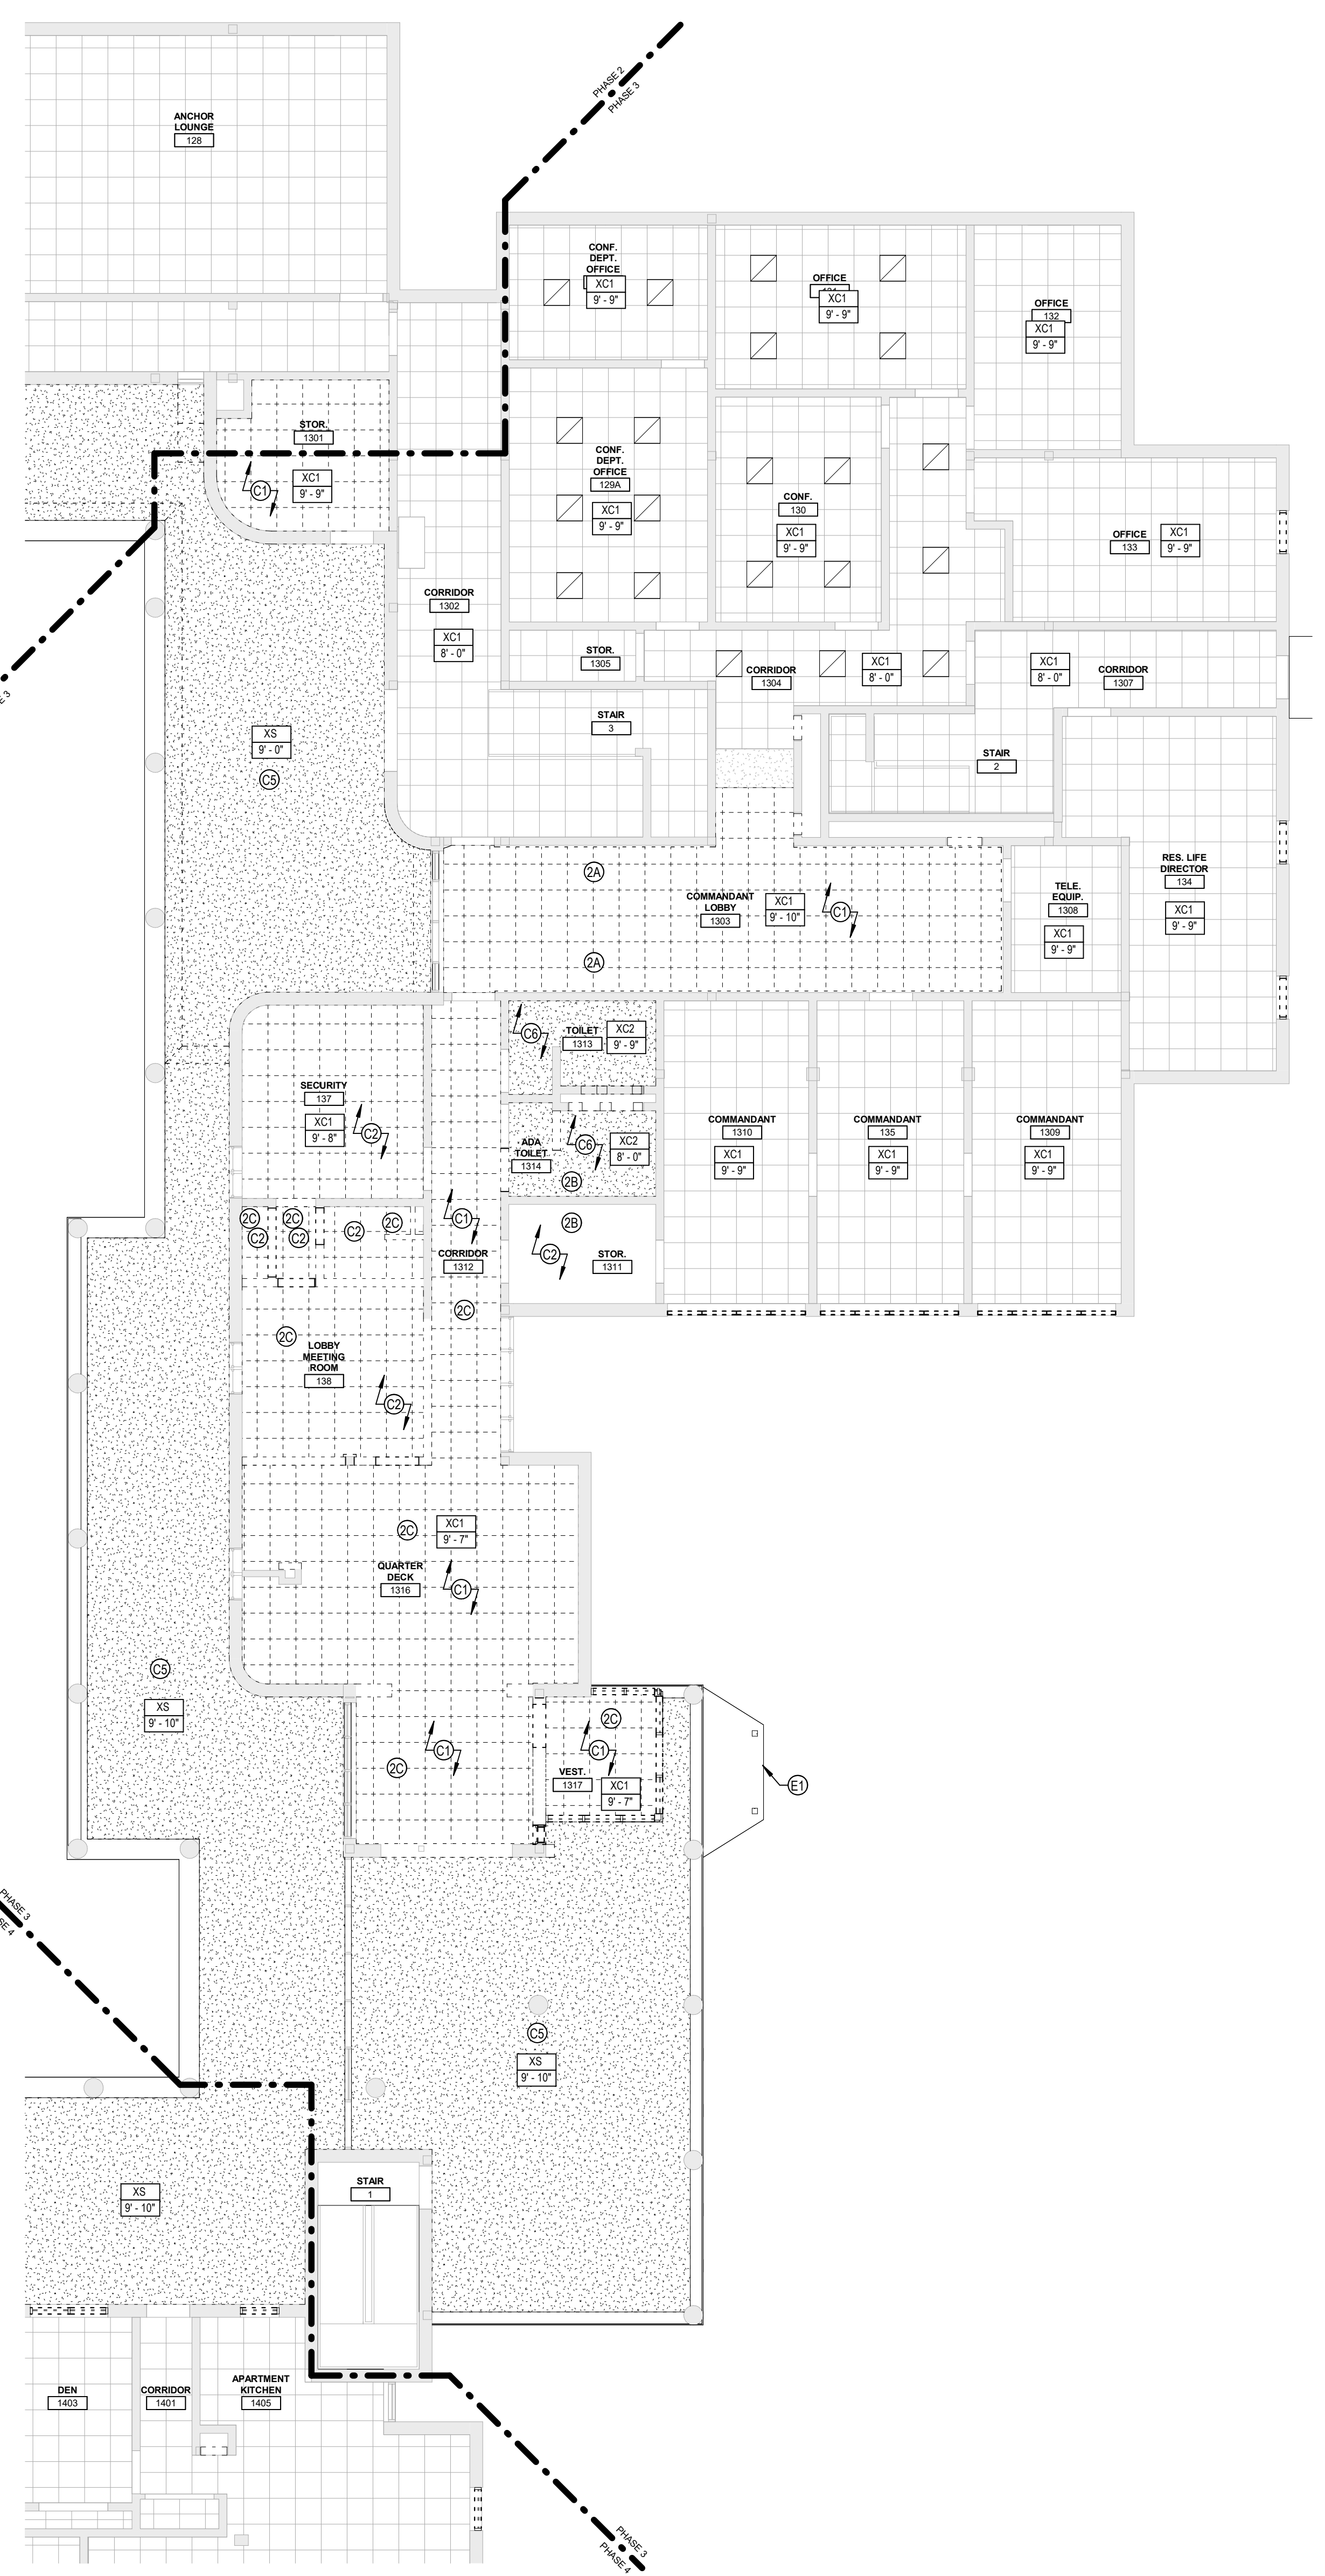 PHASE 2
PHASE 3
ANCHOR
LOUNGE
128
CONF.
DEPT.
OFFICE
XC1
9' - 9"
OFFICE
XC1
9' - 9"
OFFICE
132
XC1
9' - 9"
STOR.
1301
XC1
9' - 9"
C1
CONF.
DEPT.
OFFICE
129A
XC1
9' - 9"
CONF.
130
XC1
9' - 9"
OFFICE
133
XC1
9' - 9"
CORRIDOR
1302
XC1
8' - 0"
STOR.
1305
CORRIDOR
1304
XC1
8' - 0"
XC1
8' - 0"
CORRIDOR
1307
STAIR
3
STAIR
2
XS
9' - 0"
C5
2A
COMMANDANT
LOBBY
1303
XC1
9' - 10"
C1
2A
TELE.
EQUIP.
1308
XC1
9' - 9"
RES. LIFE
DIRECTOR
134
XC1
9' - 9"
C6
TOILET
1313
XC2
9' - 9"
SECURITY
137
XC1
9' - 8"
C2
ADA
TOILET
1314
C6
XC2
8' - 0"
2B
COMMANDANT
1310
XC1
9' - 9"
COMMANDANT
135
XC1
9' - 9"
COMMANDANT
1309
XC1
9' - 9"
2C
C2
2C
C2
C2
2C
C1
CORRIDOR
1312
2B
C2
STOR.
1311
2C
2C
LOBBY
MEETING
ROOM
138
C2
2C
XC1
9' - 7"
QUARTER
DECK
1316
C1
C5
XS
9' - 10"
2C
C1
2C
C1
VEST.
1317
XC1
9' - 7"
E1
PHASE 3
C5
XS
9' - 10"
XS
9' - 10"
STAIR
1
DEN
1403
CORRIDOR
1401
APARTMENT
KITCHEN
1405
PHASE 3
PHASE 4